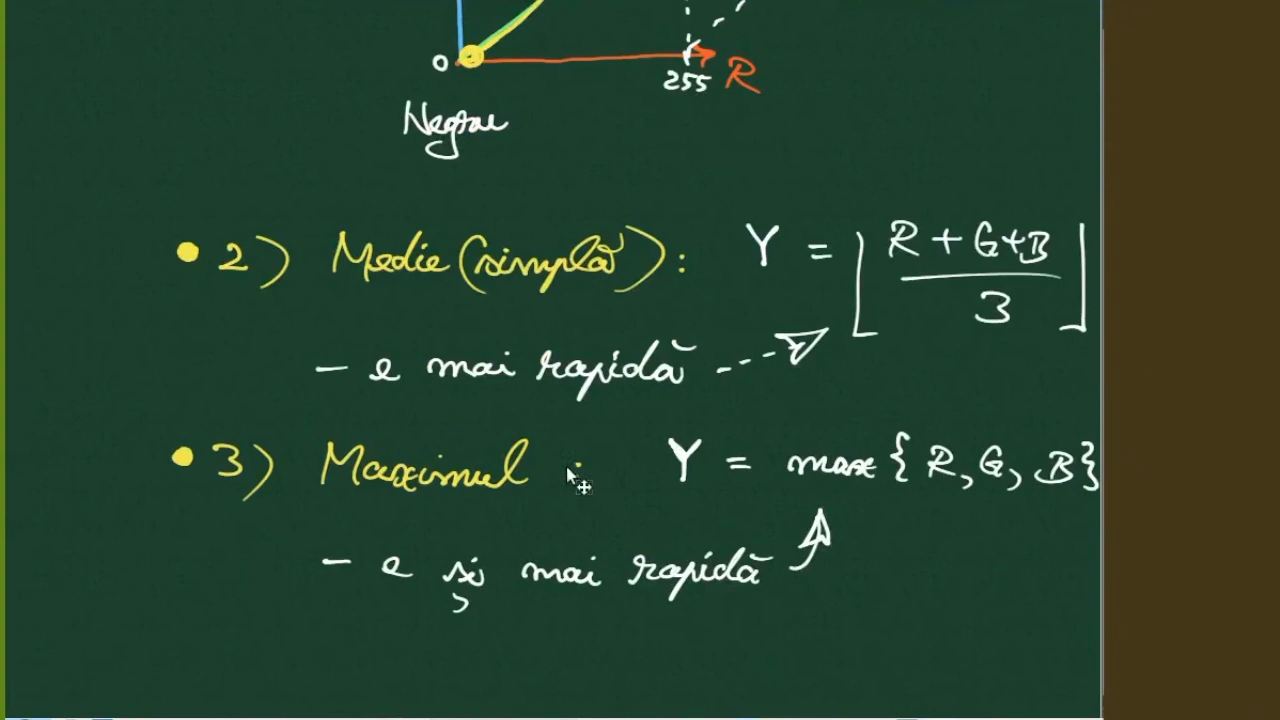 0
255 R
Negru
• 2) Medie (simplă): Y = ⌊(R + G + B) / 3⌋
- e mai rapidă
• 3) Maximul : Y = max{R, G, B}
- e și mai rapidă